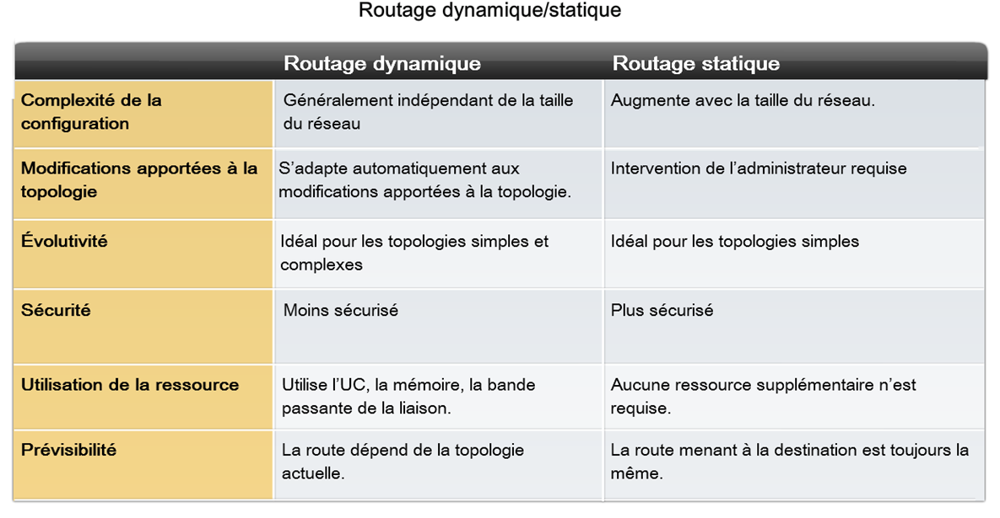 Routage dynamique/statique
Routage dynamique
Routage statique
Complexité de la
configuration
Généralement indépendant de la taille
du réseau
Augmente avec la taille du réseau.
Modifications apportées à la
topologie
S’adapte automatiquement aux
modifications apportées à la topologie.
Intervention de l’administrateur requise
Évolutivité
Idéal pour les topologies simples et
complexes
Idéal pour les topologies simples
Sécurité
Moins sécurisé
Plus sécurisé
Utilisation de la ressource
Utilise l’UC, la mémoire, la bande
passante de la liaison.
Aucune ressource supplémentaire n’est
requise.
Prévisibilité
La route dépend de la topologie
actuelle.
La route menant à la destination est toujours la
même.